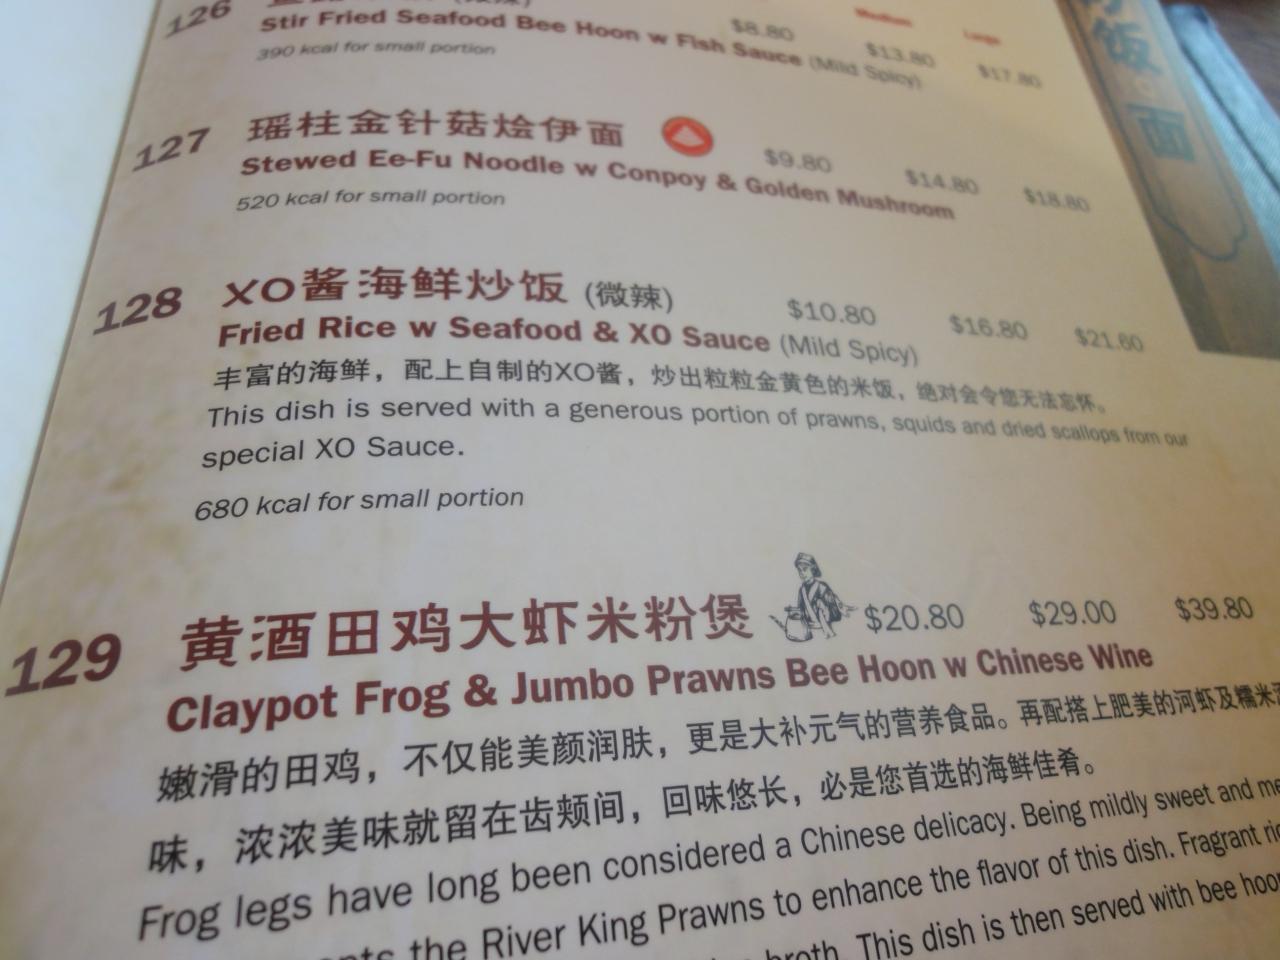 126
Stir Fried Seafood Bee Hoon w Fish Sauce (Mild Spicy)
$8.80 $13.80 $17.80
Medium Large
390 kcal for small portion
127 瑶柱金针菇烩伊面 $9.80 $14.80 $18.80
Stewed Ee-Fu Noodle w Conpoy & Golden Mushroom
520 kcal for small portion
128 XO酱海鲜炒饭 (微辣) $10.80 $16.80 $21.60
Fried Rice w Seafood & XO Sauce (Mild Spicy)
丰富的海鲜，配上自制的XO酱，炒出粒粒金黄色的米饭，绝对会令您无法忘怀。
This dish is served with a generous portion of prawns, squids and dried scallops from our
special XO Sauce.
680 kcal for small portion
129 黄酒田鸡大虾米粉煲 $20.80 $29.00 $39.80
Claypot Frog & Jumbo Prawns Bee Hoon w Chinese Wine
嫩滑的田鸡，不仅能美颜润肤，更是大补元气的营养食品。再配搭上肥美的河虾及糯米酒
味，浓浓美味就留在齿颊间，回味悠长，必是您首选的海鲜佳肴。
Frog legs have long been considered a Chinese delicacy. Being mildly sweet and
the River King Prawns to enhance the flavor of this dish. Fragrant
broth. This dish is then served with bee hoon
饭 · 面